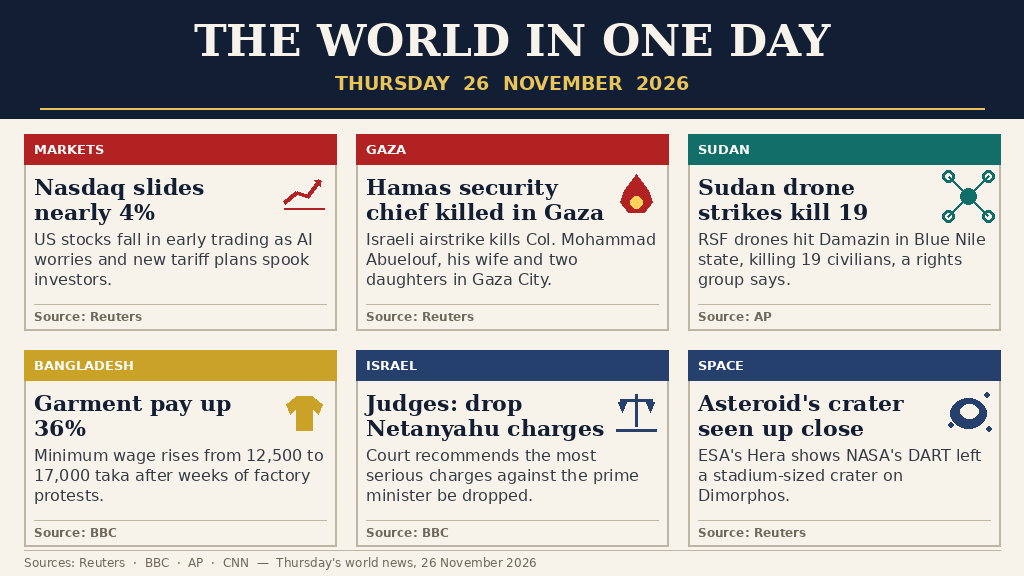 THE WORLD IN ONE DAY
THURSDAY 26 NOVEMBER 2026
MARKETS
Nasdaq slides
nearly 4%
US stocks fall in early trading as AI
worries and new tariff plans spook
investors.
Source: Reuters
GAZA
Hamas security
chief killed in Gaza
Israeli airstrike kills Col. Mohammad
Abuelouf, his wife and two
daughters in Gaza City.
Source: Reuters
SUDAN
Sudan drone
strikes kill 19
RSF drones hit Damazin in Blue Nile
state, killing 19 civilians, a rights
group says.
Source: AP
BANGLADESH
Garment pay up
36%
Minimum wage rises from 12,500 to
17,000 taka after weeks of factory
protests.
Source: BBC
ISRAEL
Judges: drop
Netanyahu charges
Court recommends the most
serious charges against the prime
minister be dropped.
Source: BBC
SPACE
Asteroid's crater
seen up close
ESA's Hera shows NASA's DART left
a stadium-sized crater on
Dimorphos.
Source: Reuters
Sources: Reuters · BBC · AP · CNN — Thursday's world news, 26 November 2026